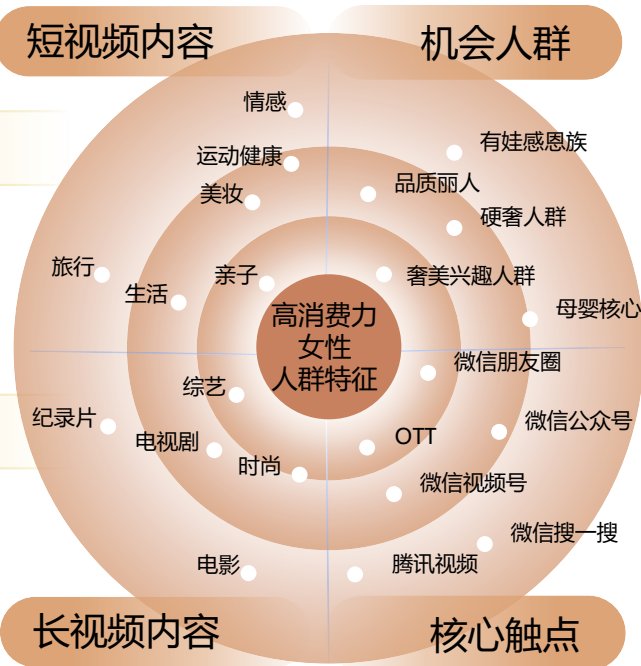 短视频内容
机会人群
情感
有娃感恩族
运动健康
品质丽人
美妆
硬奢人群
旅行
亲子
奢美兴趣人群
生活
母婴核心
高消费力
女性
人群特征
微信朋友圈
综艺
纪录片
微信公众号
电视剧
OTT
时尚
微信视频号
微信搜一搜
电影
腾讯视频
长视频内容
核心触点